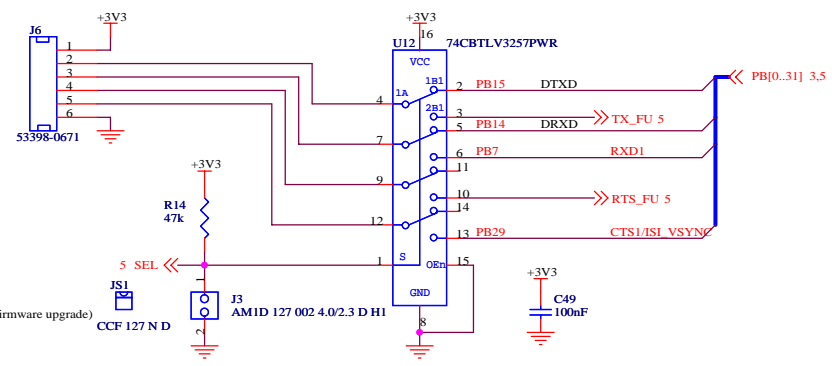 +3V3
J6
1
2
3
4
5
6
53398-0671
+3V3
R14
47k
5 SEL
JS1
CCF 127 N D
irmware upgrade)
1
J3
AM1D 127 002 4.0/2.3 D H1
2
+3V3
16
U12
74CBTLV3257PWR
VCC
1B1
1A
2B1
4
7
9
12
1
S
OEn
GND
8
2 PB15 DTXD
3 TX_FU 5
5 PB14 DRXD
6 PB7 RXD1
11
10 RTS_FU 5
14
13 PB29 CTS1/ISI_VSYNC
15
PB[0..31] 3,5
+3V3
C49
100nF